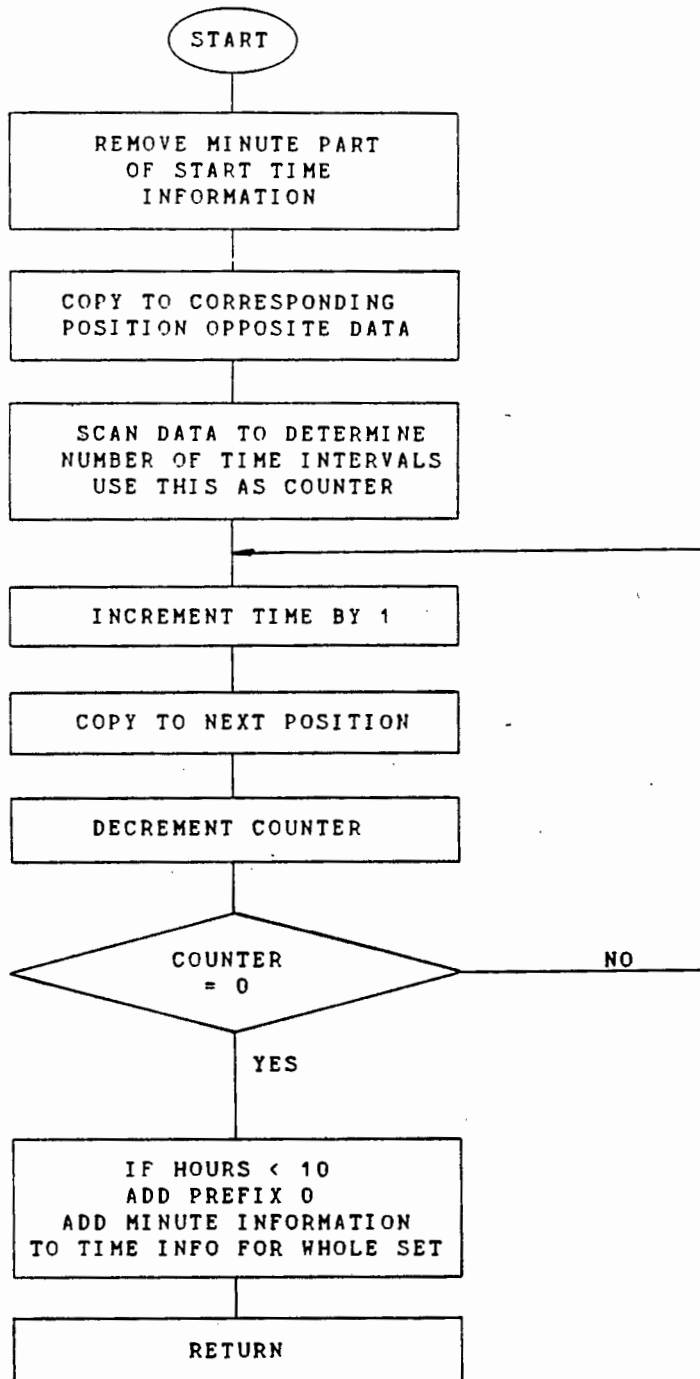 START
REMOVE MINUTE PART
OF START TIME
INFORMATION
COPY TO CORRESPONDING
POSITION OPPOSITE DATA
SCAN DATA TO DETERMINE
NUMBER OF TIME INTERVALS
USE THIS AS COUNTER
INCREMENT TIME BY 1
COPY TO NEXT POSITION
DECREMENT COUNTER
COUNTER
= 0
NO
YES
IF HOURS < 10
ADD PREFIX 0
ADD MINUTE INFORMATION
TO TIME INFO FOR WHOLE SET
RETURN